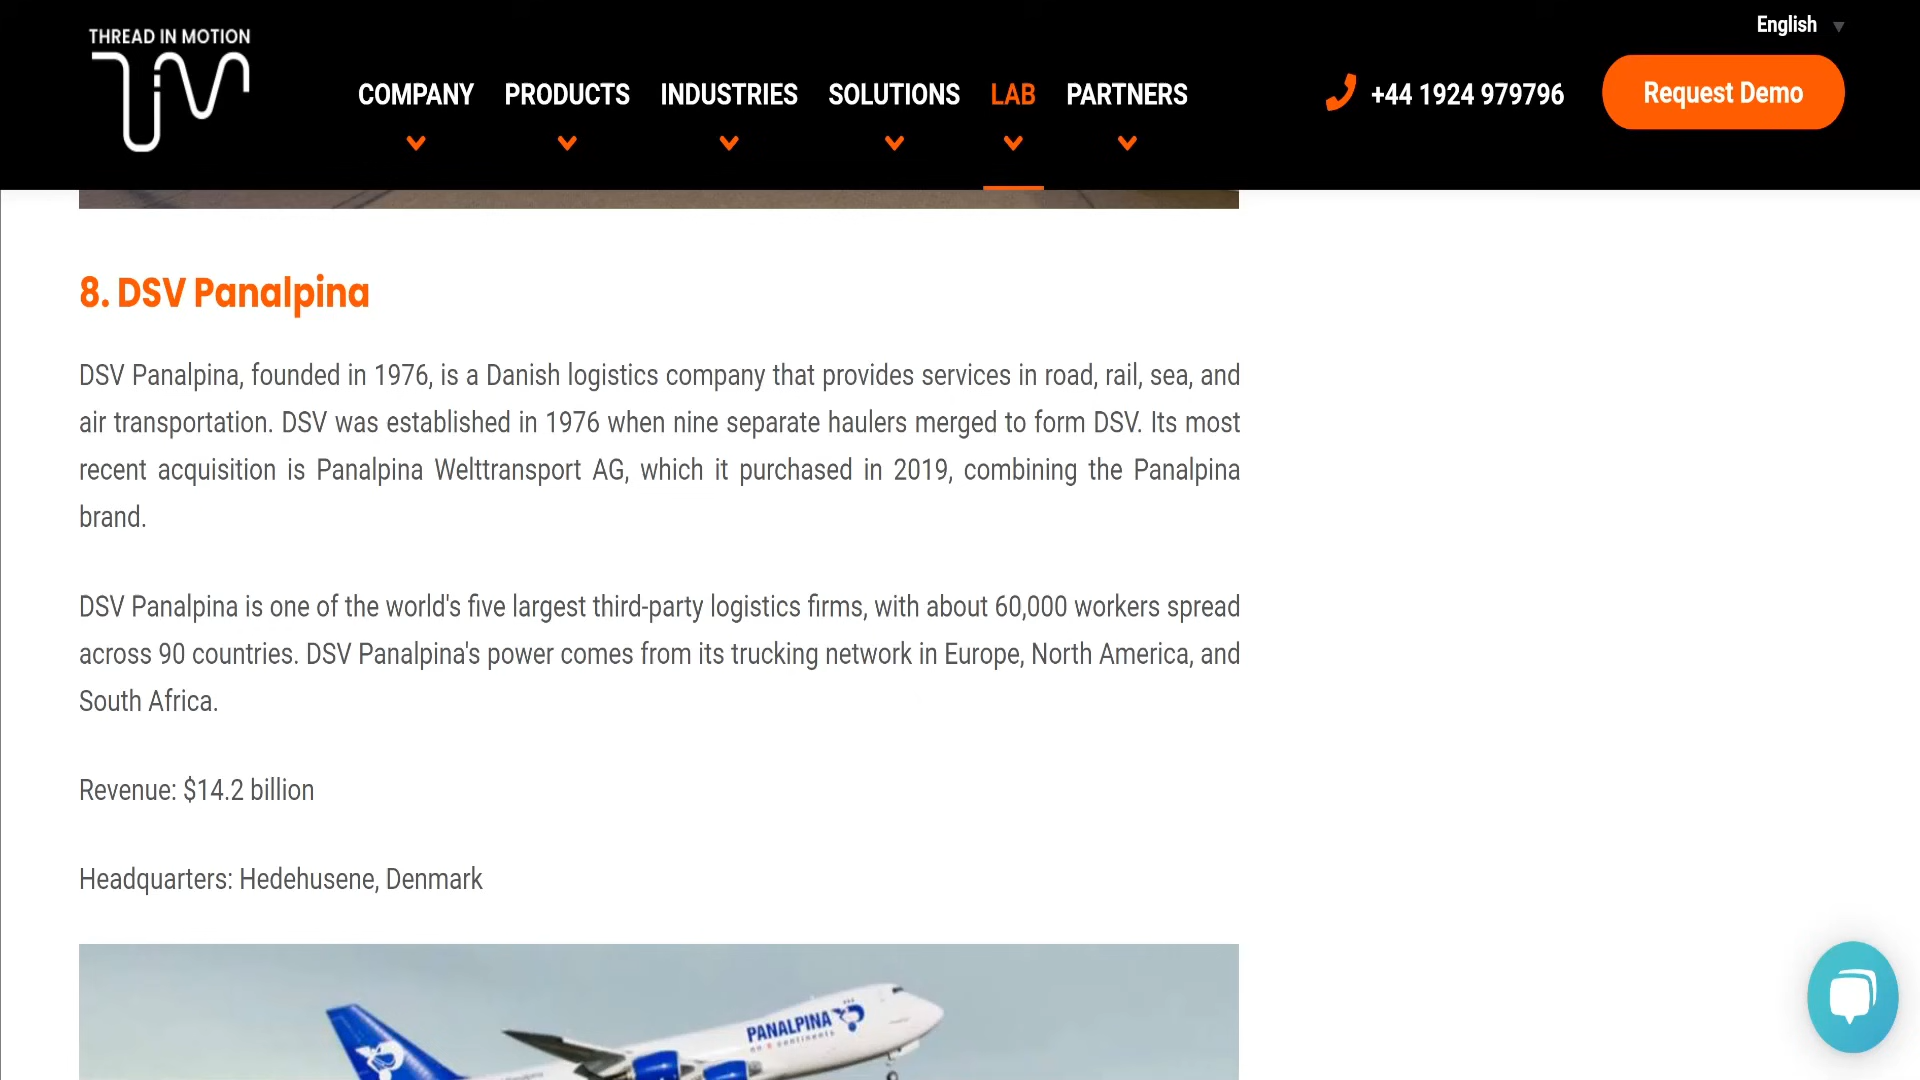 THREAD IN MOTION
English
COMPANY PRODUCTS INDUSTRIES SOLUTIONS LAB PARTNERS
+44 1924 979796
Request Demo
8. DSV Panalpina
DSV Panalpina, founded in 1976, is a Danish logistics company that provides services in road, rail, sea, and
air transportation. DSV was established in 1976 when nine separate haulers merged to form DSV. Its most
recent acquisition is Panalpina Welttransport AG, which it purchased in 2019, combining the Panalpina
brand.
DSV Panalpina is one of the world's five largest third-party logistics firms, with about 60,000 workers spread
across 90 countries. DSV Panalpina's power comes from its trucking network in Europe, North America, and
South Africa.
Revenue: $14.2 billion
Headquarters: Hedehusene, Denmark
PANALPINA
on 6 continents